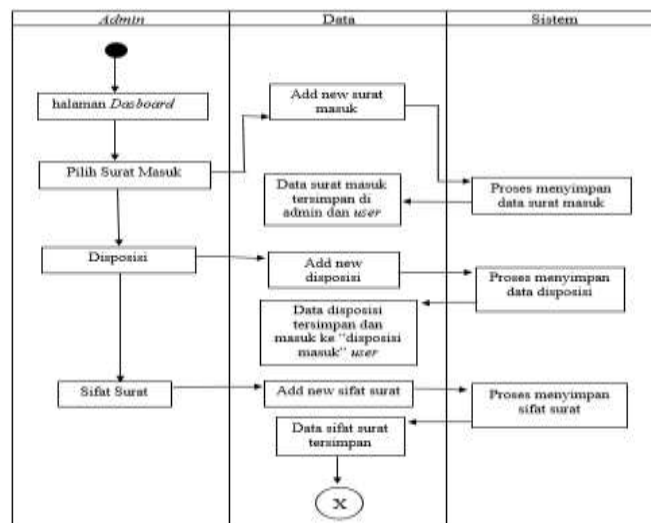 Admin
Data
Sistem
halaman Dasboard
Add new surat
masuk
Pilih Surat Masuk
Data surat masuk
tersimpan di
admin dan user
Proses menyimpan
data surat masuk
Disposisi
Add new
disposisi
Proses menyimpan
data disposisi
Data disposisi
tersimpan dan
masuk ke "disposisi
masuk" user
Sifat Surat
Add new sifat surat
Proses menyimpan
sifat surat
Data sifat surat
tersimpan
X